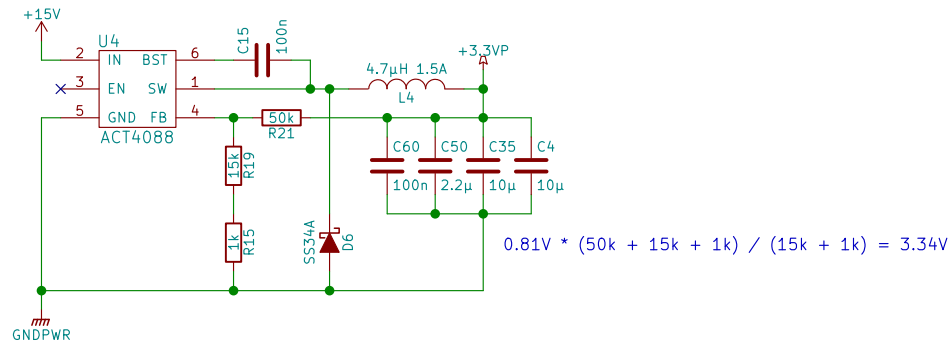 +15V
U4
2 IN BST 6
3 EN SW 1
5 GND FB 4
ACT4088
C15
100n
+3.3VP
4.7µH 1.5A
L4
50k
R21
15k
R19
1k
R15
SS34A
D6
C60
100n
C50
2.2µ
C35
10µ
C4
10µ
0.81V * (50k + 15k + 1k) / (15k + 1k) = 3.34V
GNDPWR